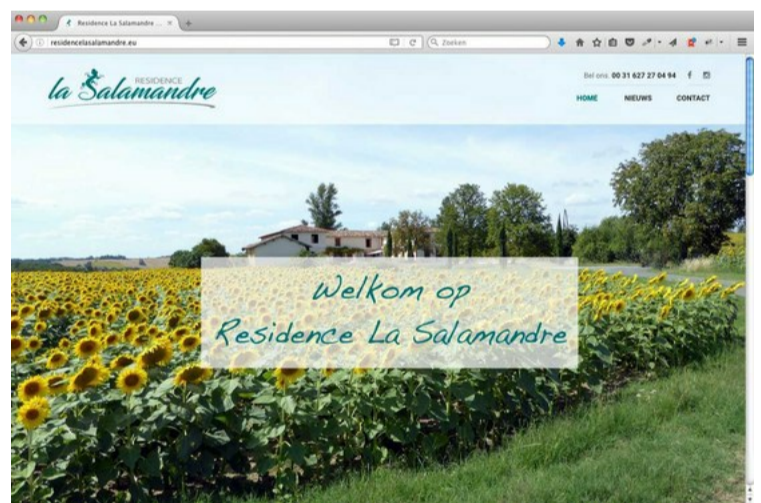 Residence La Salamandre ...
residencelasalamandre.eu
Zoeken
RESIDENCE
la Salamandre
Bel ons. 00 31 627 27 04 94
HOME NIEUWS CONTACT
Welkom op
Residence La Salamandre